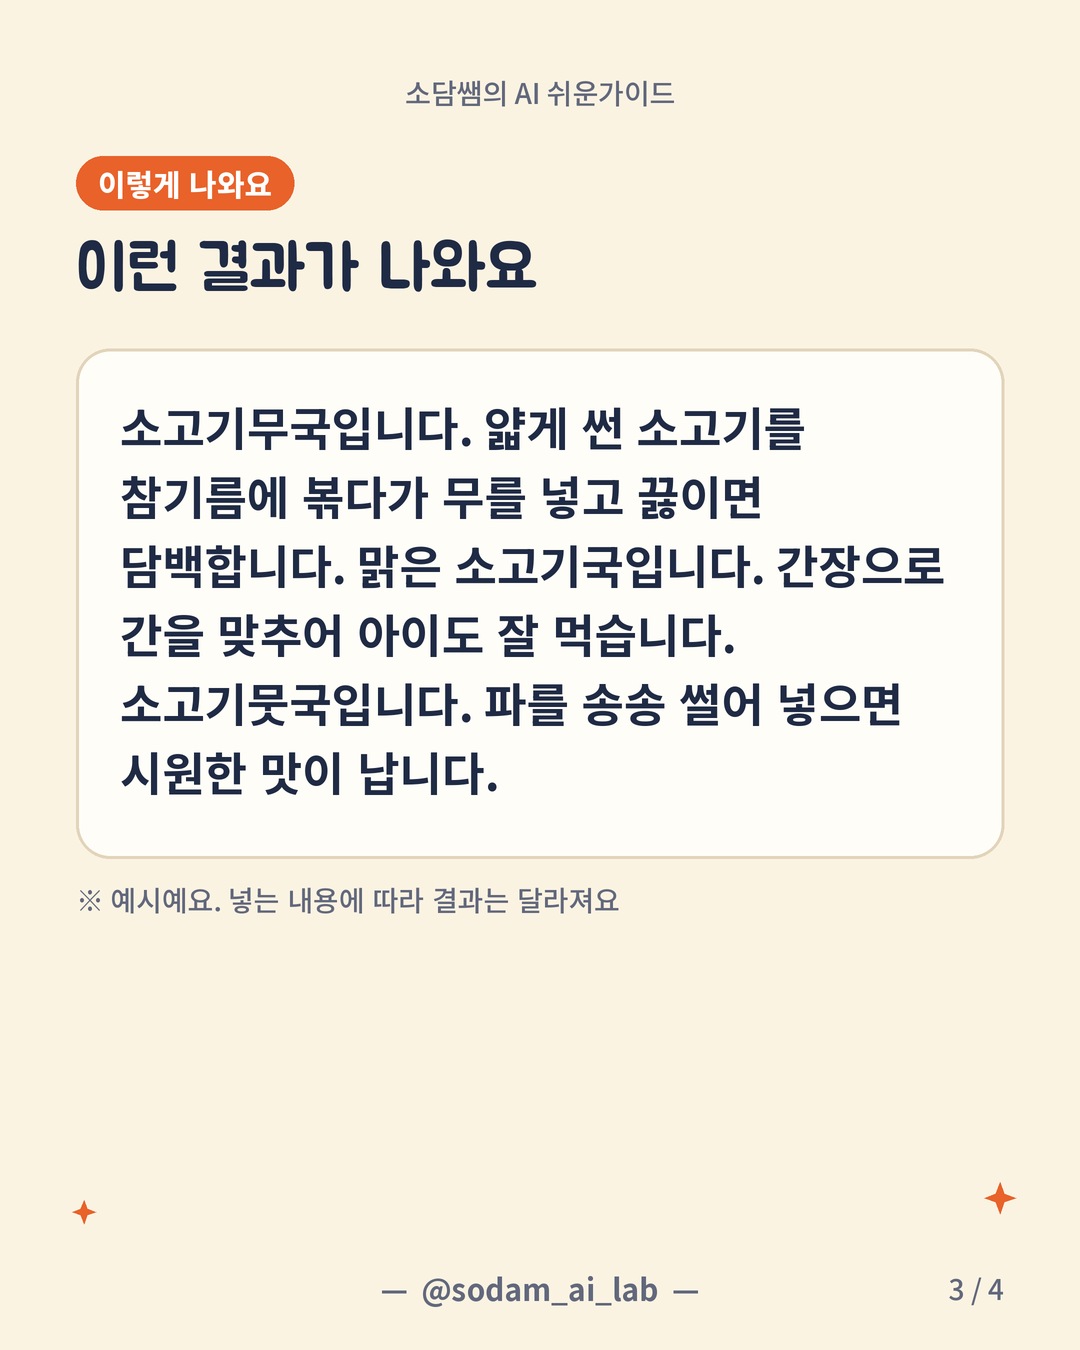 소담쌤의 AI 쉬운가이드
이렇게 나와요
이런 결과가 나와요
소고기무국입니다. 얇게 썬 소고기를
참기름에 볶다가 무를 넣고 끓이면
담백합니다. 맑은 소고기국입니다. 간장으로
간을 맞추어 아이도 잘 먹습니다.
소고기뭇국입니다. 파를 송송 썰어 넣으면
시원한 맛이 납니다.
※ 예시예요. 넣는 내용에 따라 결과는 달라져요
— @sodam_ai_lab —
3 / 4